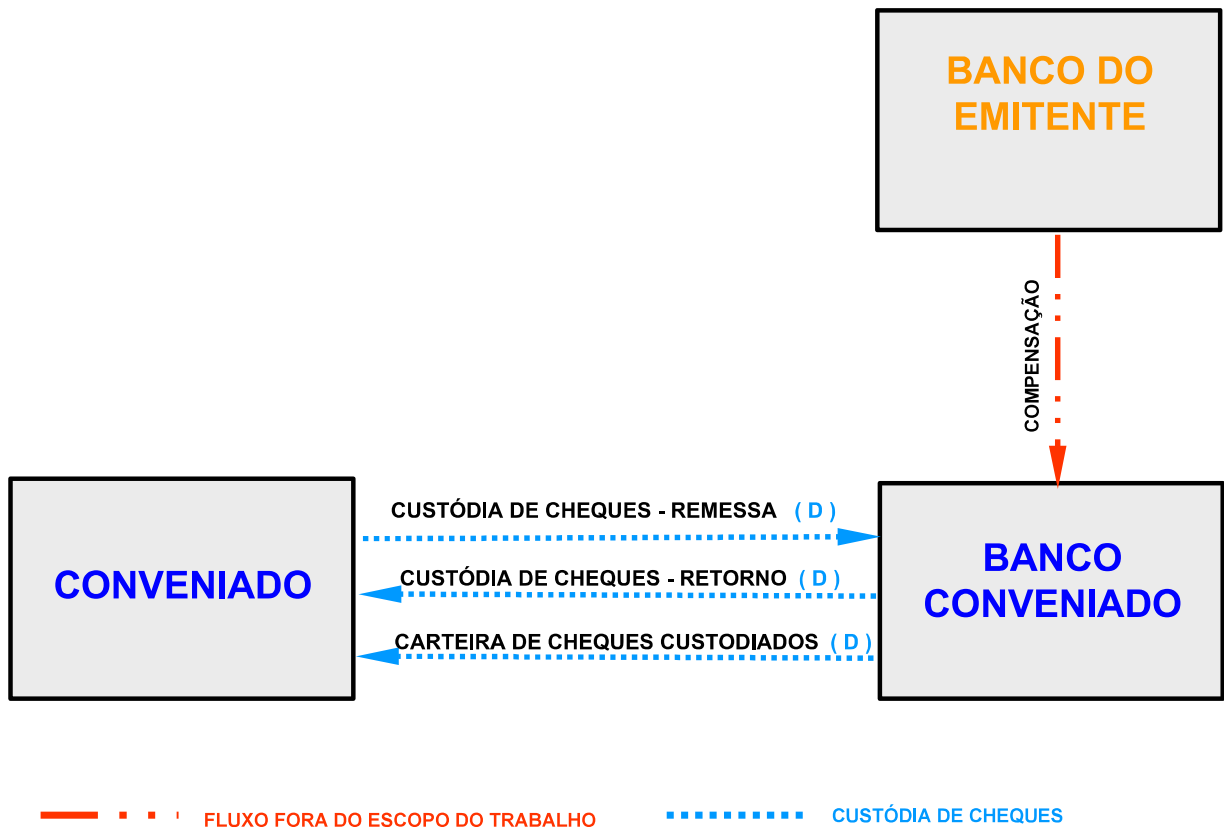 BANCO DO
EMITENTE
COMPENSAÇÃO
CUSTÓDIA DE CHEQUES - REMESSA ( D )
CONVENIADO
CUSTÓDIA DE CHEQUES - RETORNO ( D )
BANCO
CONVENIADO
CARTEIRA DE CHEQUES CUSTODIADOS ( D )
FLUXO FORA DO ESCOPO DO TRABALHO
CUSTÓDIA DE CHEQUES